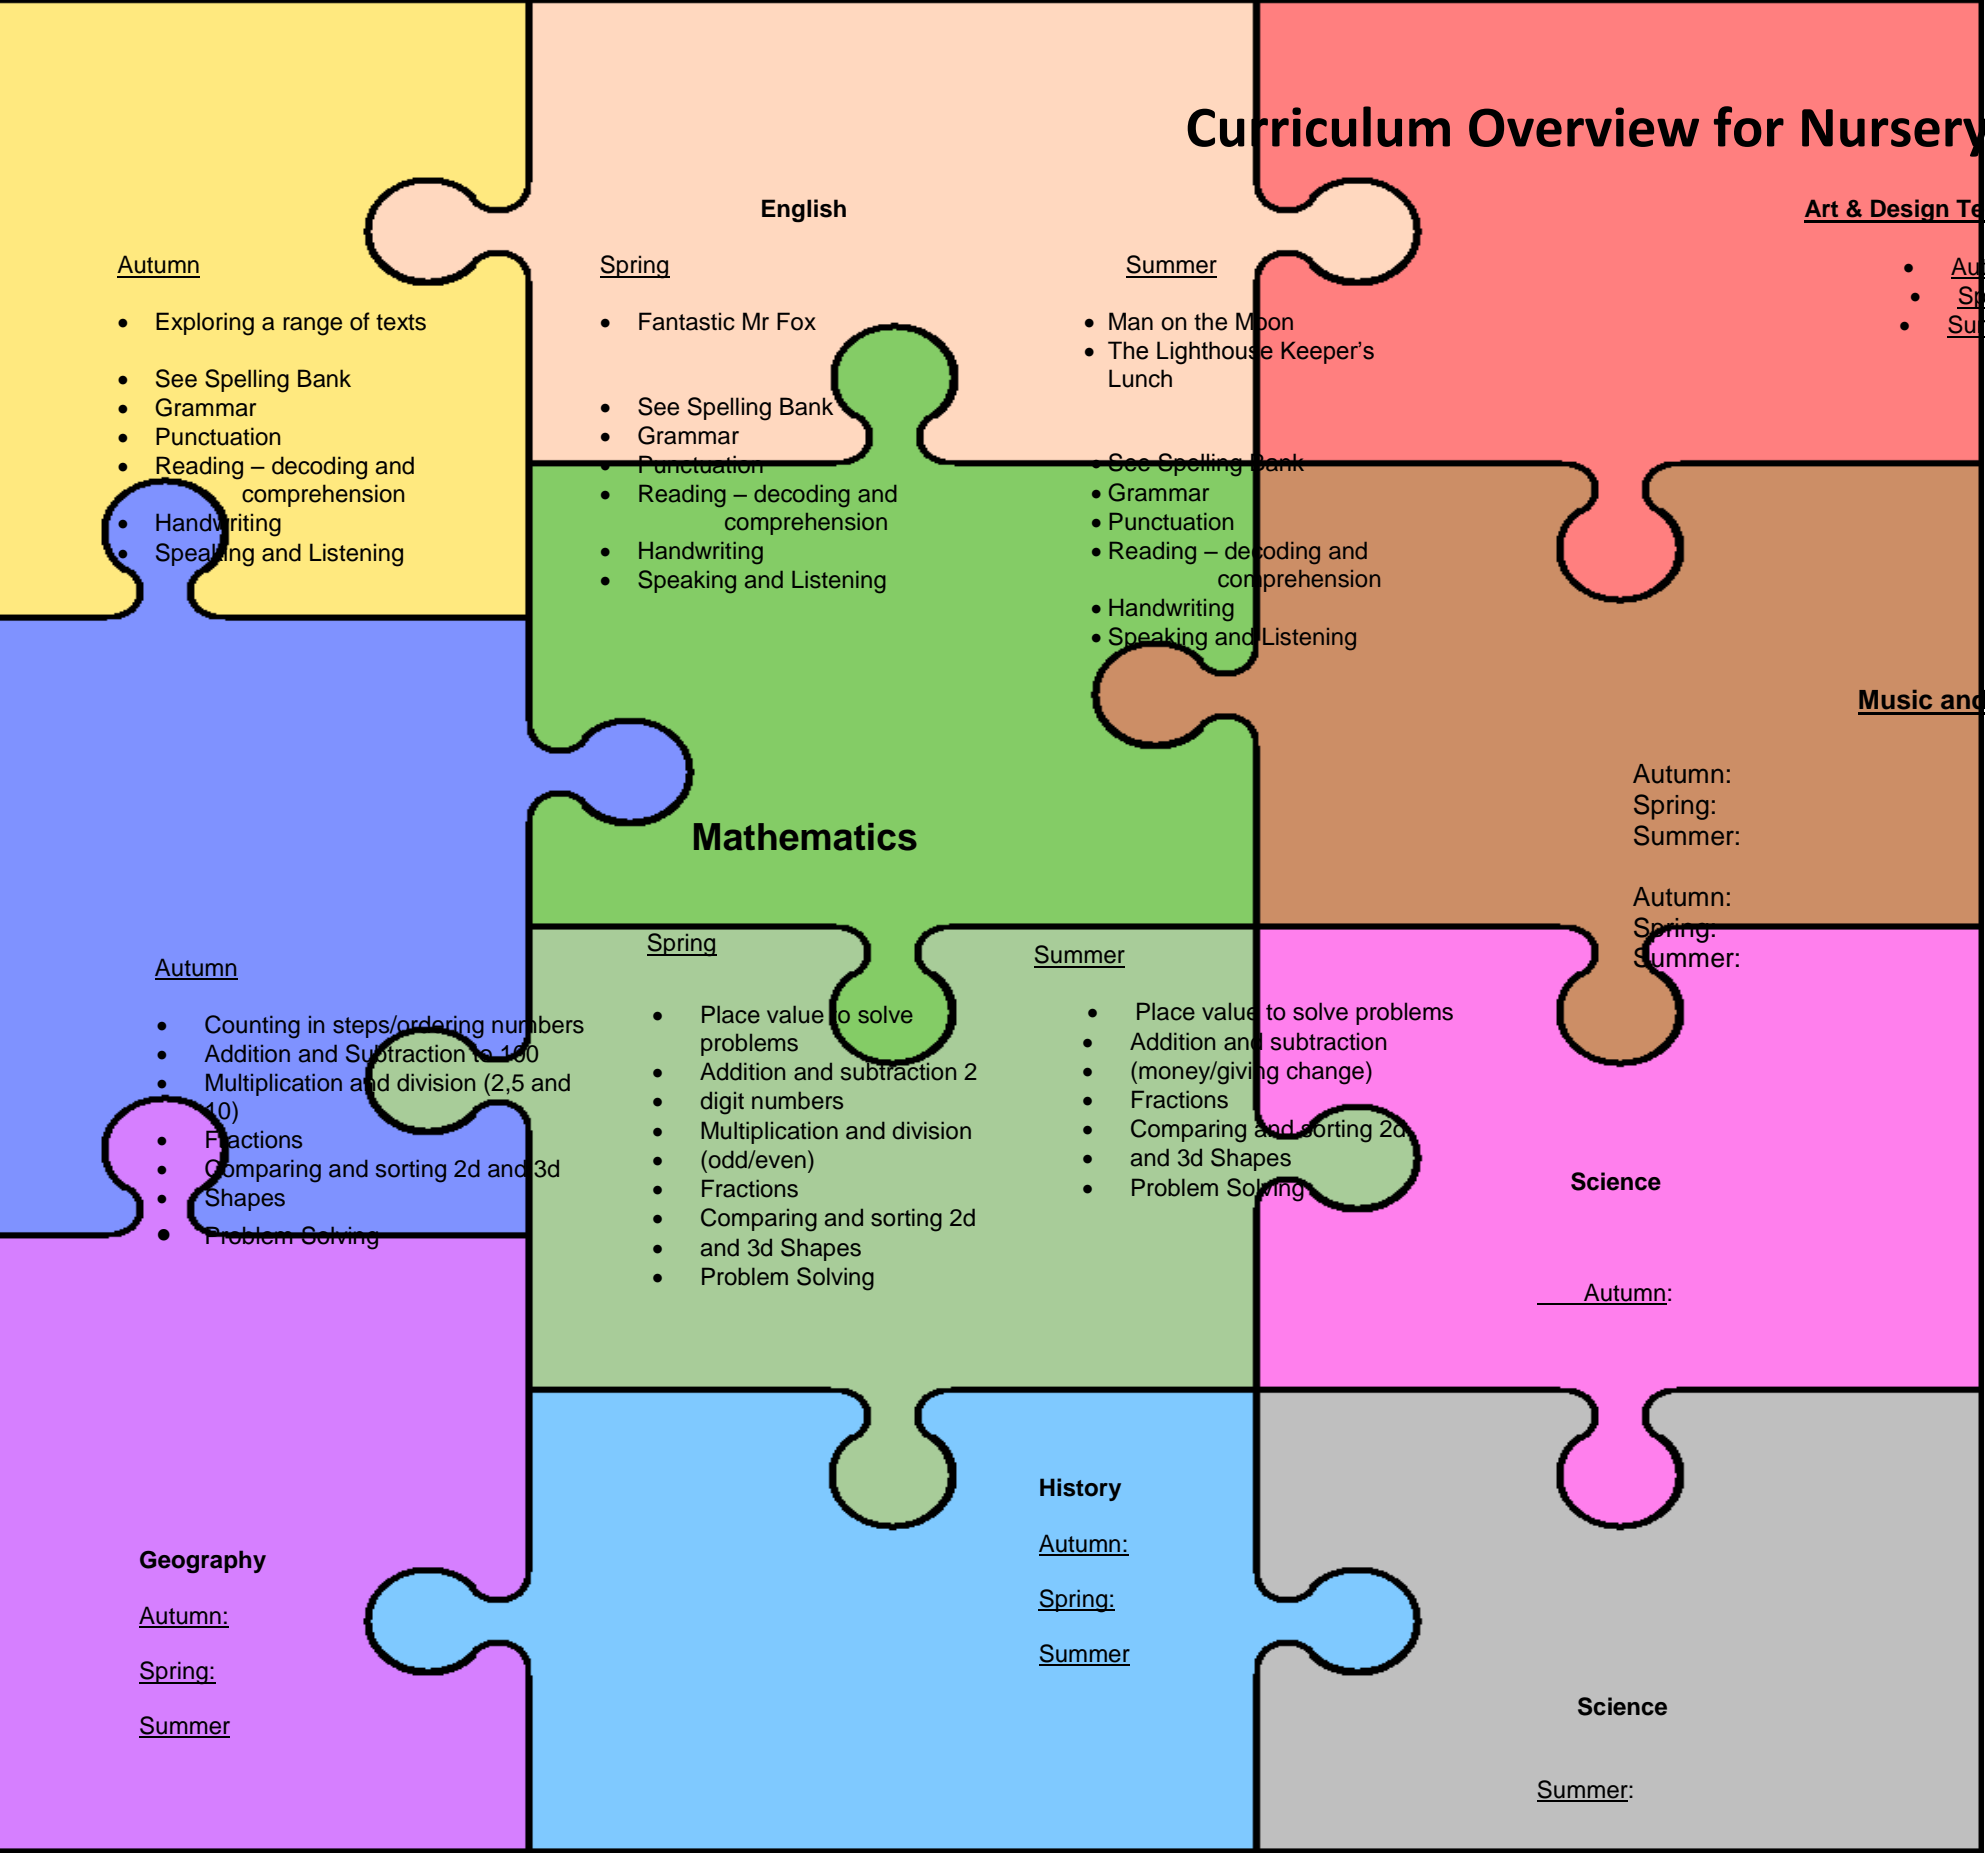 Curriculum Overview for Nursery
English
Autumn
• Exploring a range of texts
• See Spelling Bank
• Grammar
• Punctuation
• Reading – decoding and
comprehension
• Handwriting
• Speaking and Listening
Spring
• Fantastic Mr Fox
• See Spelling Bank
• Grammar
• Punctuation
• Reading – decoding and
comprehension
• Handwriting
• Speaking and Listening
Summer
• Man on the Moon
• The Lighthouse Keeper’s
Lunch
• See Spelling Bank
• Grammar
• Punctuation
• Reading – decoding and
comprehension
• Handwriting
• Speaking and Listening
Art & Design
Music and
Autumn:
Spring:
Summer:
Autumn:
Spring:
Summer:
Mathematics
Autumn
• Counting in steps/ordering numbers
• Addition and Subtraction to 100
• Multiplication and division (2,5 and
10)
• Fractions
• Comparing and sorting 2d and 3d
• Shapes
• Problem Solving
Spring
• Place value to solve
problems
• Addition and subtraction 2
• digit numbers
• Multiplication and division
• (odd/even)
• Fractions
• Comparing and sorting 2d
• and 3d Shapes
• Problem Solving
Summer
• Place value to solve problems
• Addition and subtraction
• (money/giving change)
• Fractions
• Comparing and sorting 2d
• and 3d Shapes
• Problem Solving
Science
Autumn:
Geography
Autumn:
Spring:
Summer
History
Autumn:
Spring:
Summer
Science
Summer: